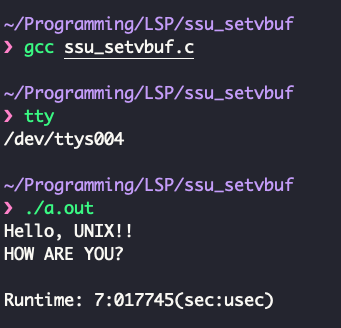 ~/Programming/LSP/ssu_setvbuf
❯ gcc ssu_setvbuf.c
~/Programming/LSP/ssu_setvbuf
❯ tty
/dev/ttys004
~/Programming/LSP/ssu_setvbuf
❯ ./a.out
Hello, UNIX!!
HOW ARE YOU?
Runtime: 7:017745(sec:usec)